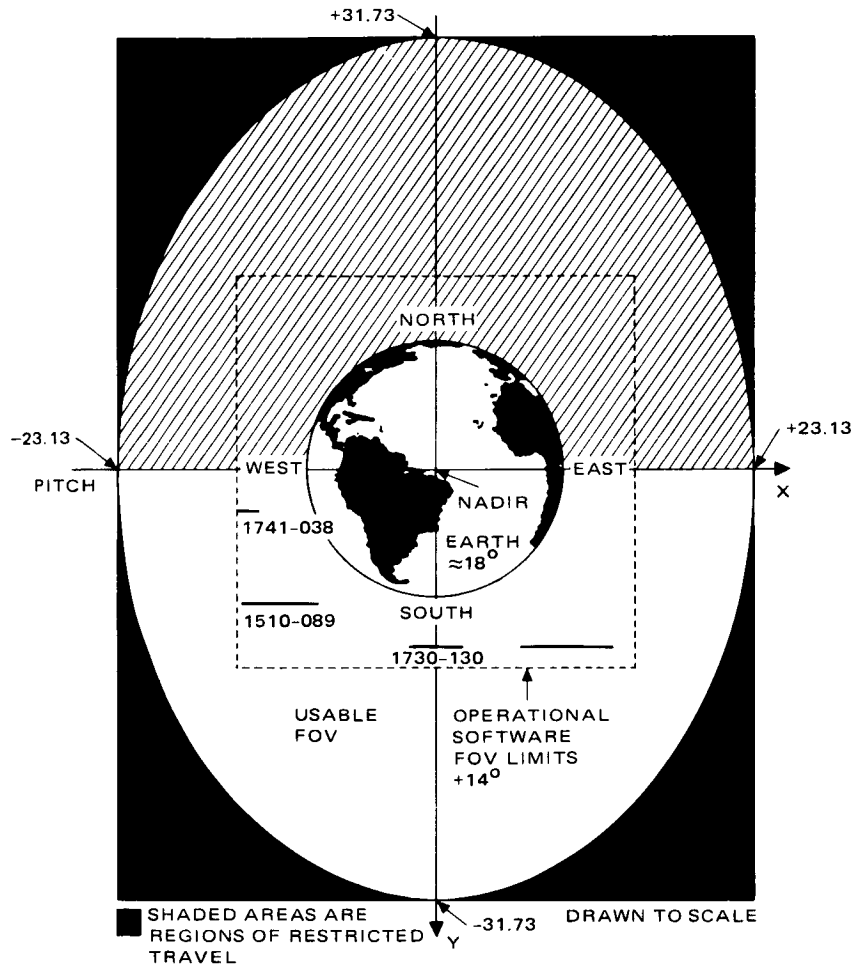 +31.73
NORTH
-23.13
+23.13
WEST
EAST
PITCH
X
NADIR
1741-038
EARTH
≈18°
1510-089
SOUTH
1730-130
USABLE
FOV
OPERATIONAL
SOFTWARE
FOV LIMITS
+14°
SHADED AREAS ARE
REGIONS OF RESTRICTED
TRAVEL
Y
-31.73
DRAWN TO SCALE